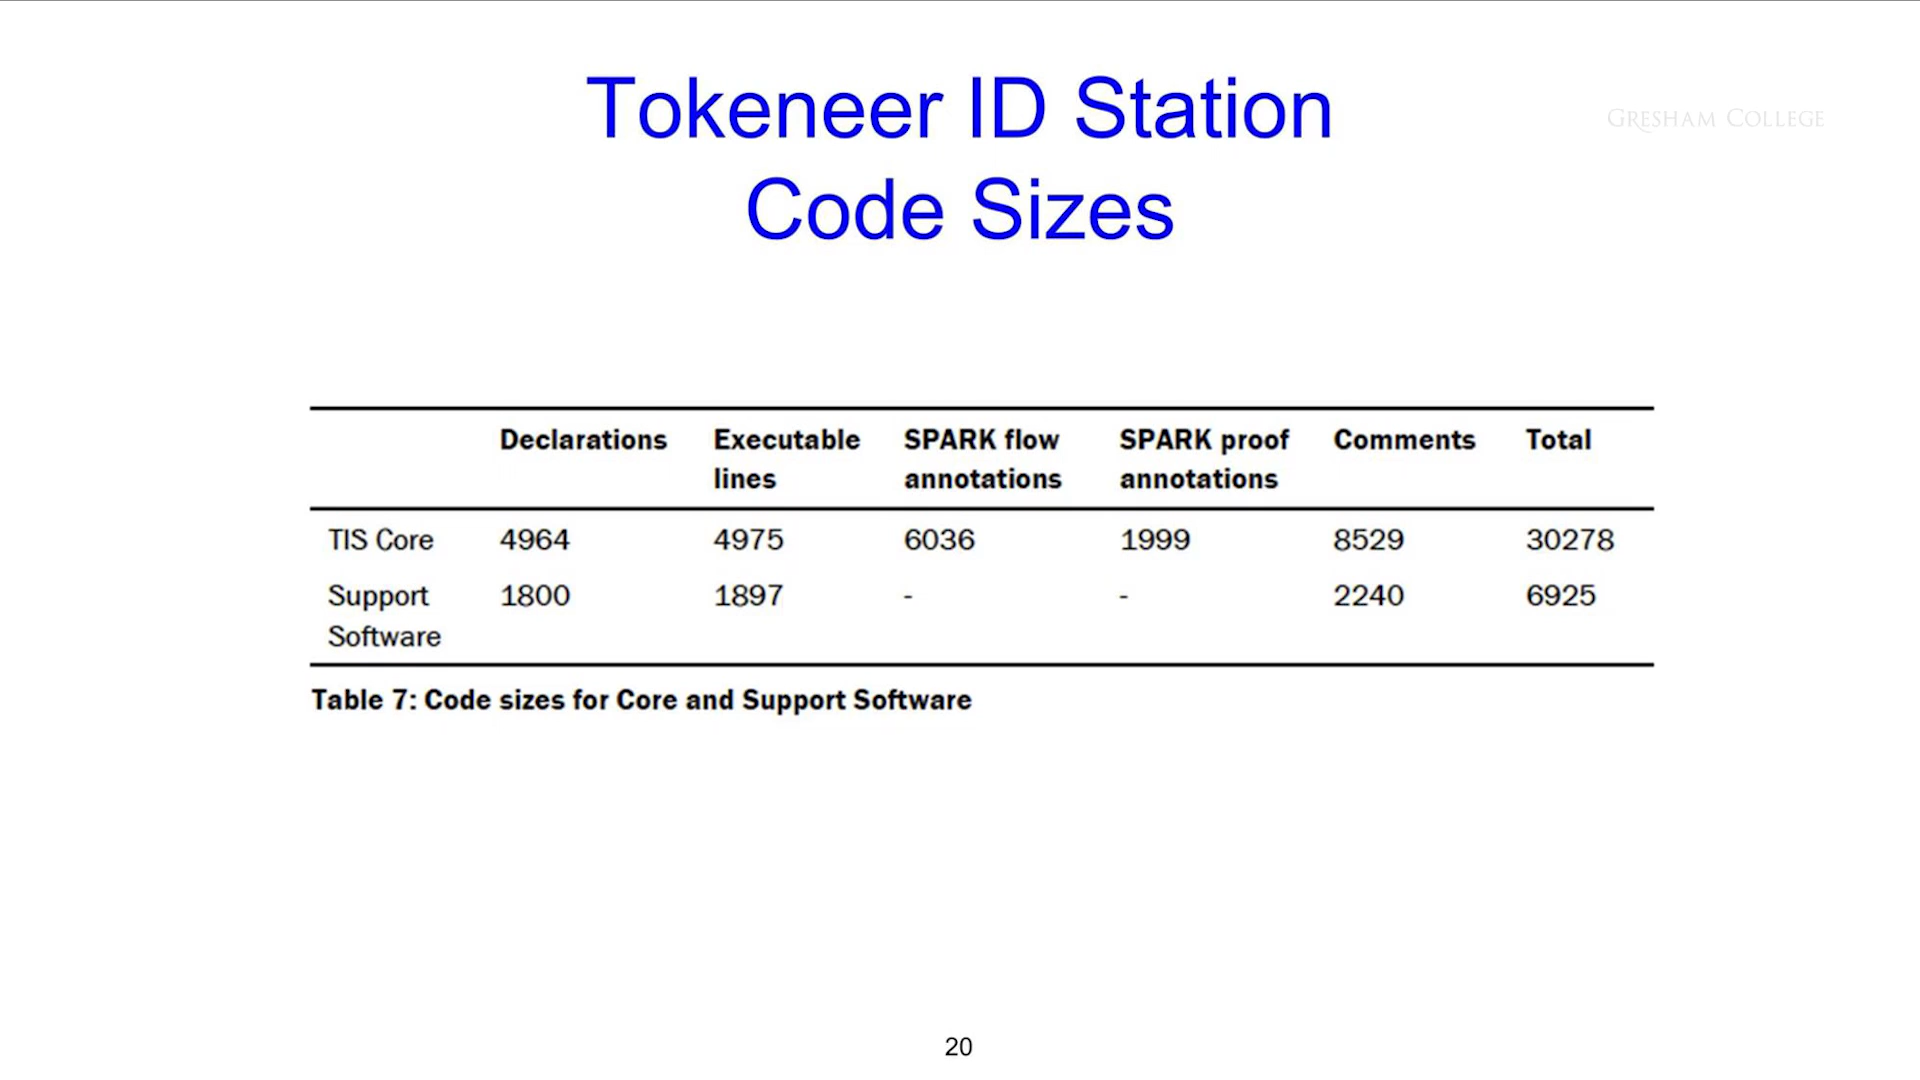 Tokeneer ID Station
Code Sizes
GRESHAM COLLEGE
Declarations Executable lines SPARK flow annotations SPARK proof annotations Comments Total
TIS Core 4964 4975 6036 1999 8529 30278
Support Software 1800 1897 - - 2240 6925
Table 7: Code sizes for Core and Support Software
20